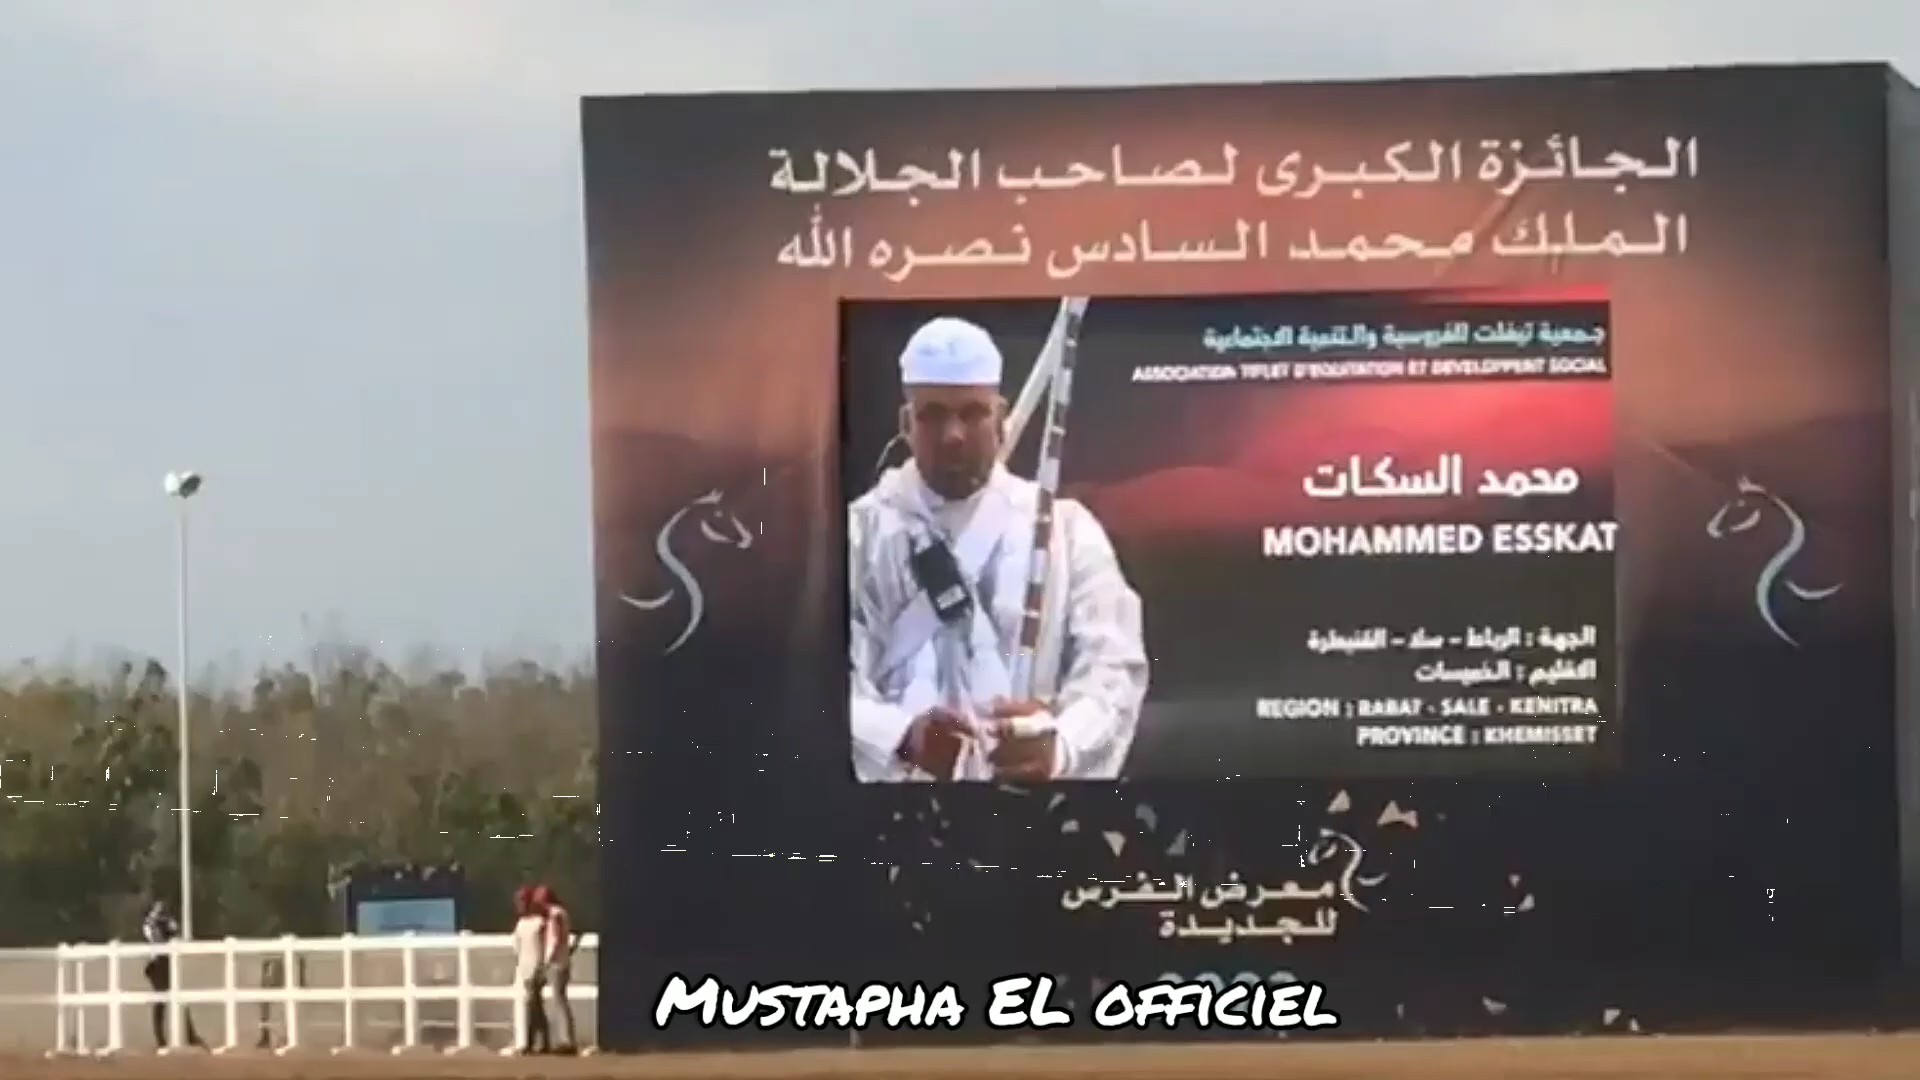 الجائزة الكبرى لصاحب الجلالة
الملك محمد السادس نصره الله
جمعية تيفلت للفروسية والتنمية الاجتماعية
ASSOCIATION TIFLET D'EQUITATION ET DEVELOPPENT SOCIAL
محمد السكات
MOHAMMED ESSKAT
الجهة : الرباط - سلا - القنيطرة
الاقليم : الخميسات
REGION : RABAT - SALE - KENITRA
PROVINCE : KHEMISSET
معرض الفرس
للجديدة
MUSTAPHA EL OFFICIEL